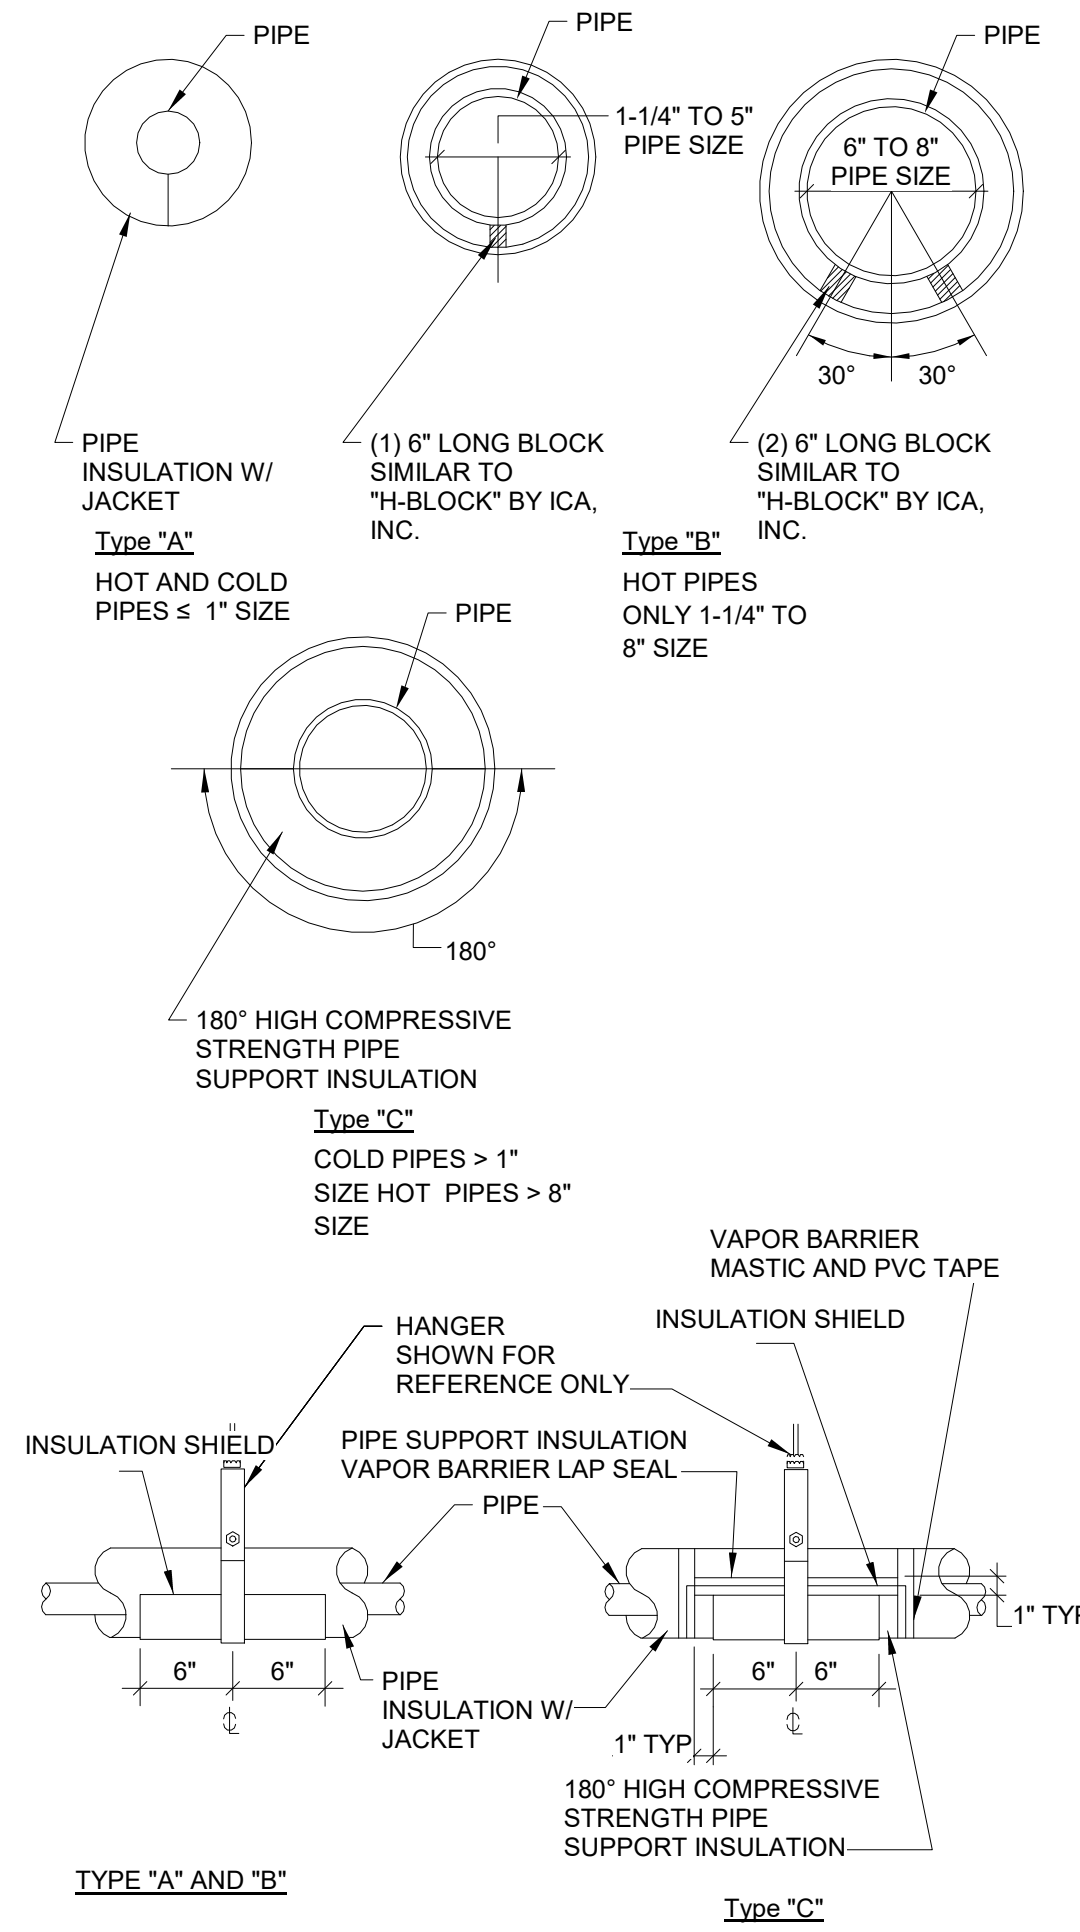 PIPE
PIPE
PIPE
1-1/4" TO 5"
PIPE SIZE
6" TO 8"
PIPE SIZE
30°
30°
PIPE
INSULATION W/
JACKET
(1) 6" LONG BLOCK
SIMILAR TO
"H-BLOCK" BY ICA,
INC.
(2) 6" LONG BLOCK
SIMILAR TO
"H-BLOCK" BY ICA,
INC.
Type "A"
HOT AND COLD
PIPES ≤ 1" SIZE
Type "B"
HOT PIPES
ONLY 1-1/4" TO
8" SIZE
PIPE
180°
180° HIGH COMPRESSIVE
STRENGTH PIPE
SUPPORT INSULATION
Type "C"
COLD PIPES > 1"
SIZE HOT PIPES > 8"
SIZE
VAPOR BARRIER
MASTIC AND PVC TAPE
INSULATION SHIELD
HANGER
SHOWN FOR
REFERENCE ONLY
INSULATION SHIELD
PIPE SUPPORT INSULATION
VAPOR BARRIER LAP SEAL
PIPE
1" TYP
6"
6"
6"
6"
℄
℄
PIPE
INSULATION W/
JACKET
1" TYP
180° HIGH COMPRESSIVE
STRENGTH PIPE
SUPPORT INSULATION
TYPE "A" AND "B"
Type "C"